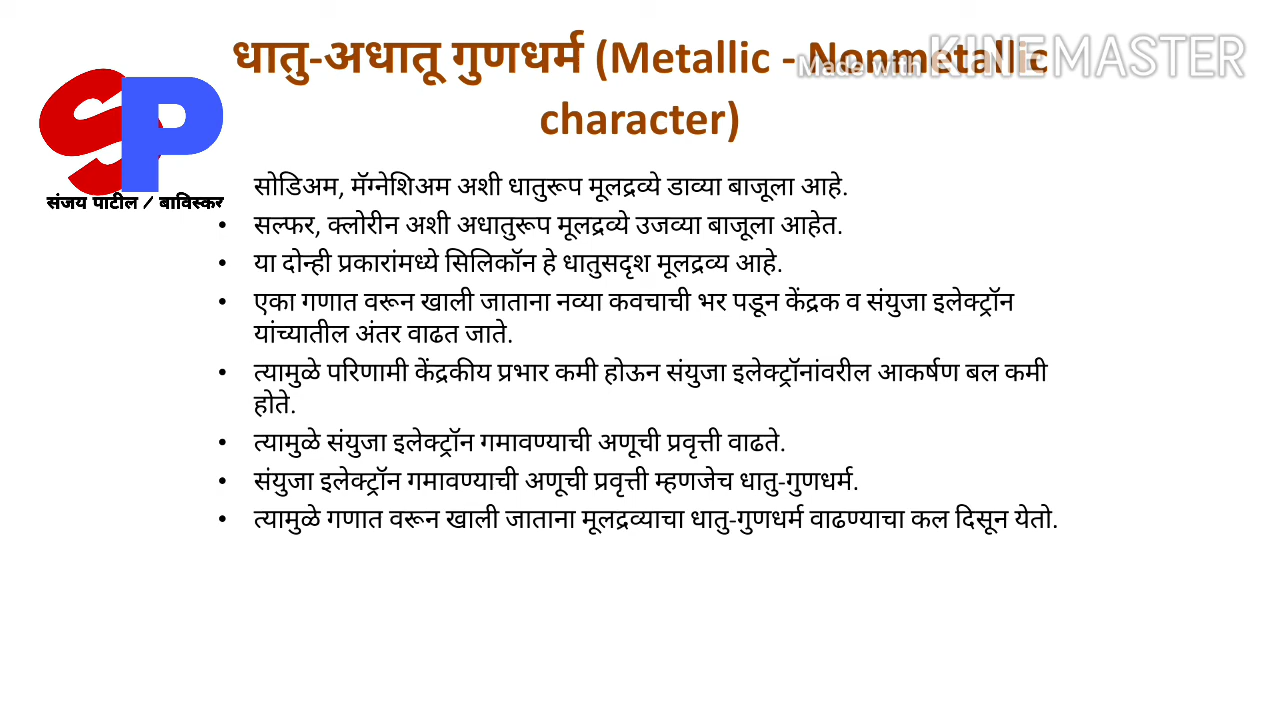 धातु-अधातू गुणधर्म (Metallic - Nonmetallic
character)
Made with KINEMASTER
SP
संजय पाटील / बाविस्कर
सोडिअम, मॅग्नेशिअम अशी धातुरूप मूलद्रव्ये डाव्या बाजूला आहे.
• सल्फर, क्लोरीन अशी अधातुरूप मूलद्रव्ये उजव्या बाजूला आहेत.
• या दोन्ही प्रकारांमध्ये सिलिकॉन हे धातुसदृश मूलद्रव्य आहे.
• एका गणात वरून खाली जाताना नव्या कवचाची भर पडून केंद्रक व संयुजा इलेक्ट्रॉन
यांच्यातील अंतर वाढत जाते.
• त्यामुळे परिणामी केंद्रकीय प्रभार कमी होऊन संयुजा इलेक्ट्रॉनांवरील आकर्षण बल कमी
होते.
• त्यामुळे संयुजा इलेक्ट्रॉन गमावण्याची अणूची प्रवृत्ती वाढते.
• संयुजा इलेक्ट्रॉन गमावण्याची अणूची प्रवृत्ती म्हणजेच धातु-गुणधर्म.
• त्यामुळे गणात वरून खाली जाताना मूलद्रव्याचा धातु-गुणधर्म वाढण्याचा कल दिसून येतो.